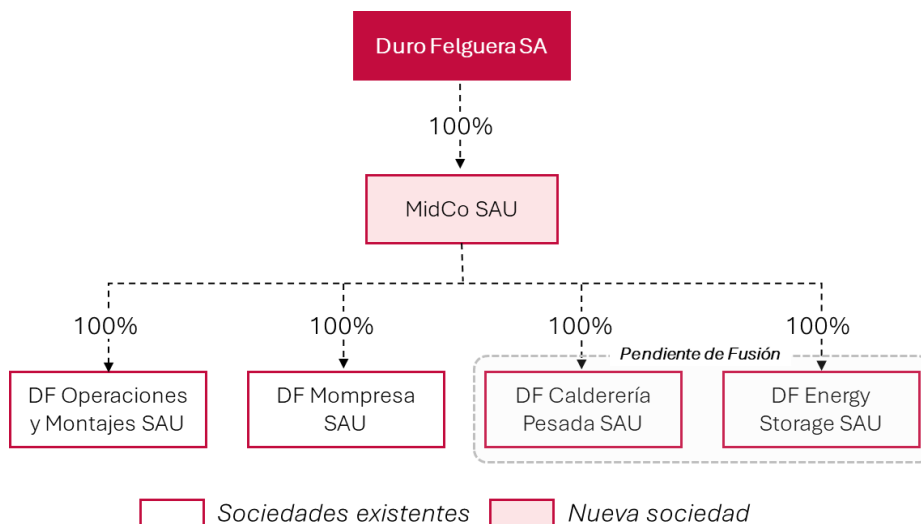 Duro Felguera SA
100%
MidCo SAU
100%
100%
100%
100%
Pendiente de Fusión
DF Operaciones
y Montajes SAU
DF Mompresa
SAU
DF Calderería
Pesada SAU
DF Energy
Storage SAU
Sociedades existentes
Nueva sociedad